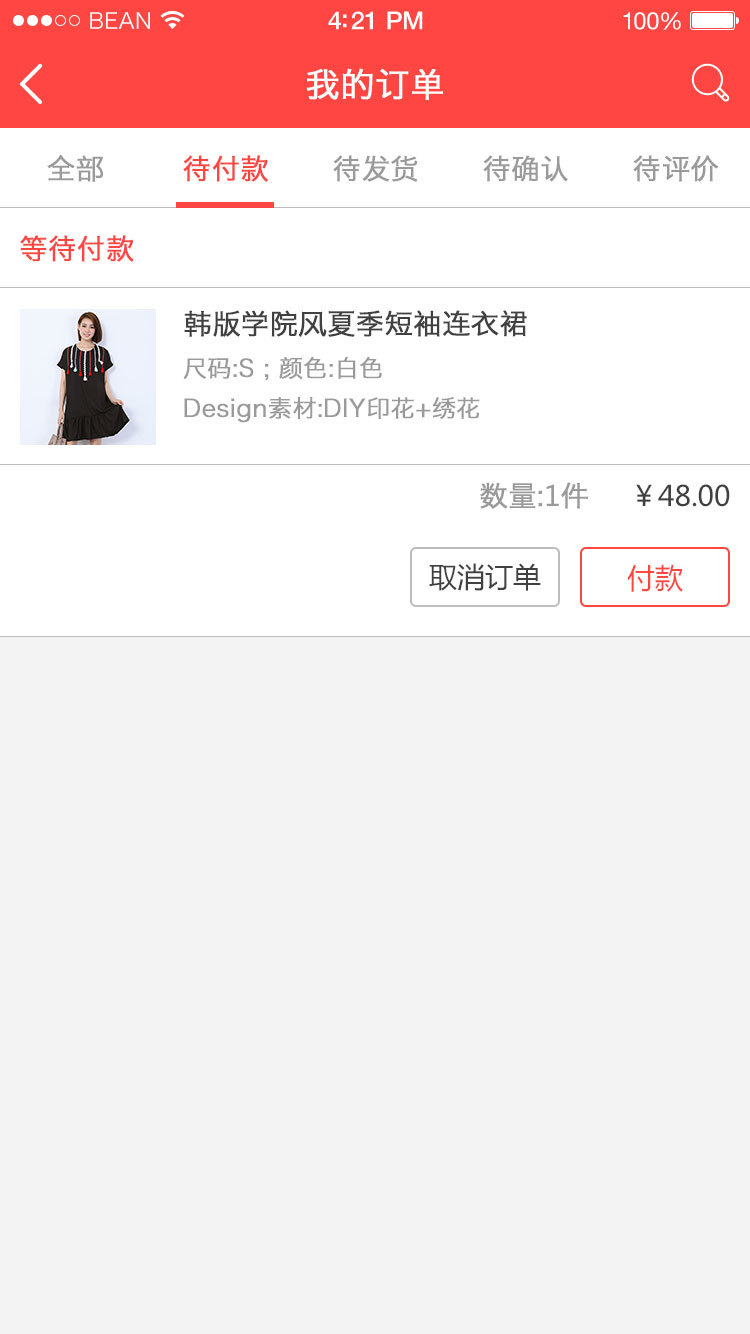 BEAN 4:21 PM 100%
我的订单
全部 待付款 待发货 待确认 待评价
等待付款
韩版学院风夏季短袖连衣裙
尺码:S；颜色:白色
Design素材:DIY印花+绣花
数量:1件 ￥48.00
取消订单 付款